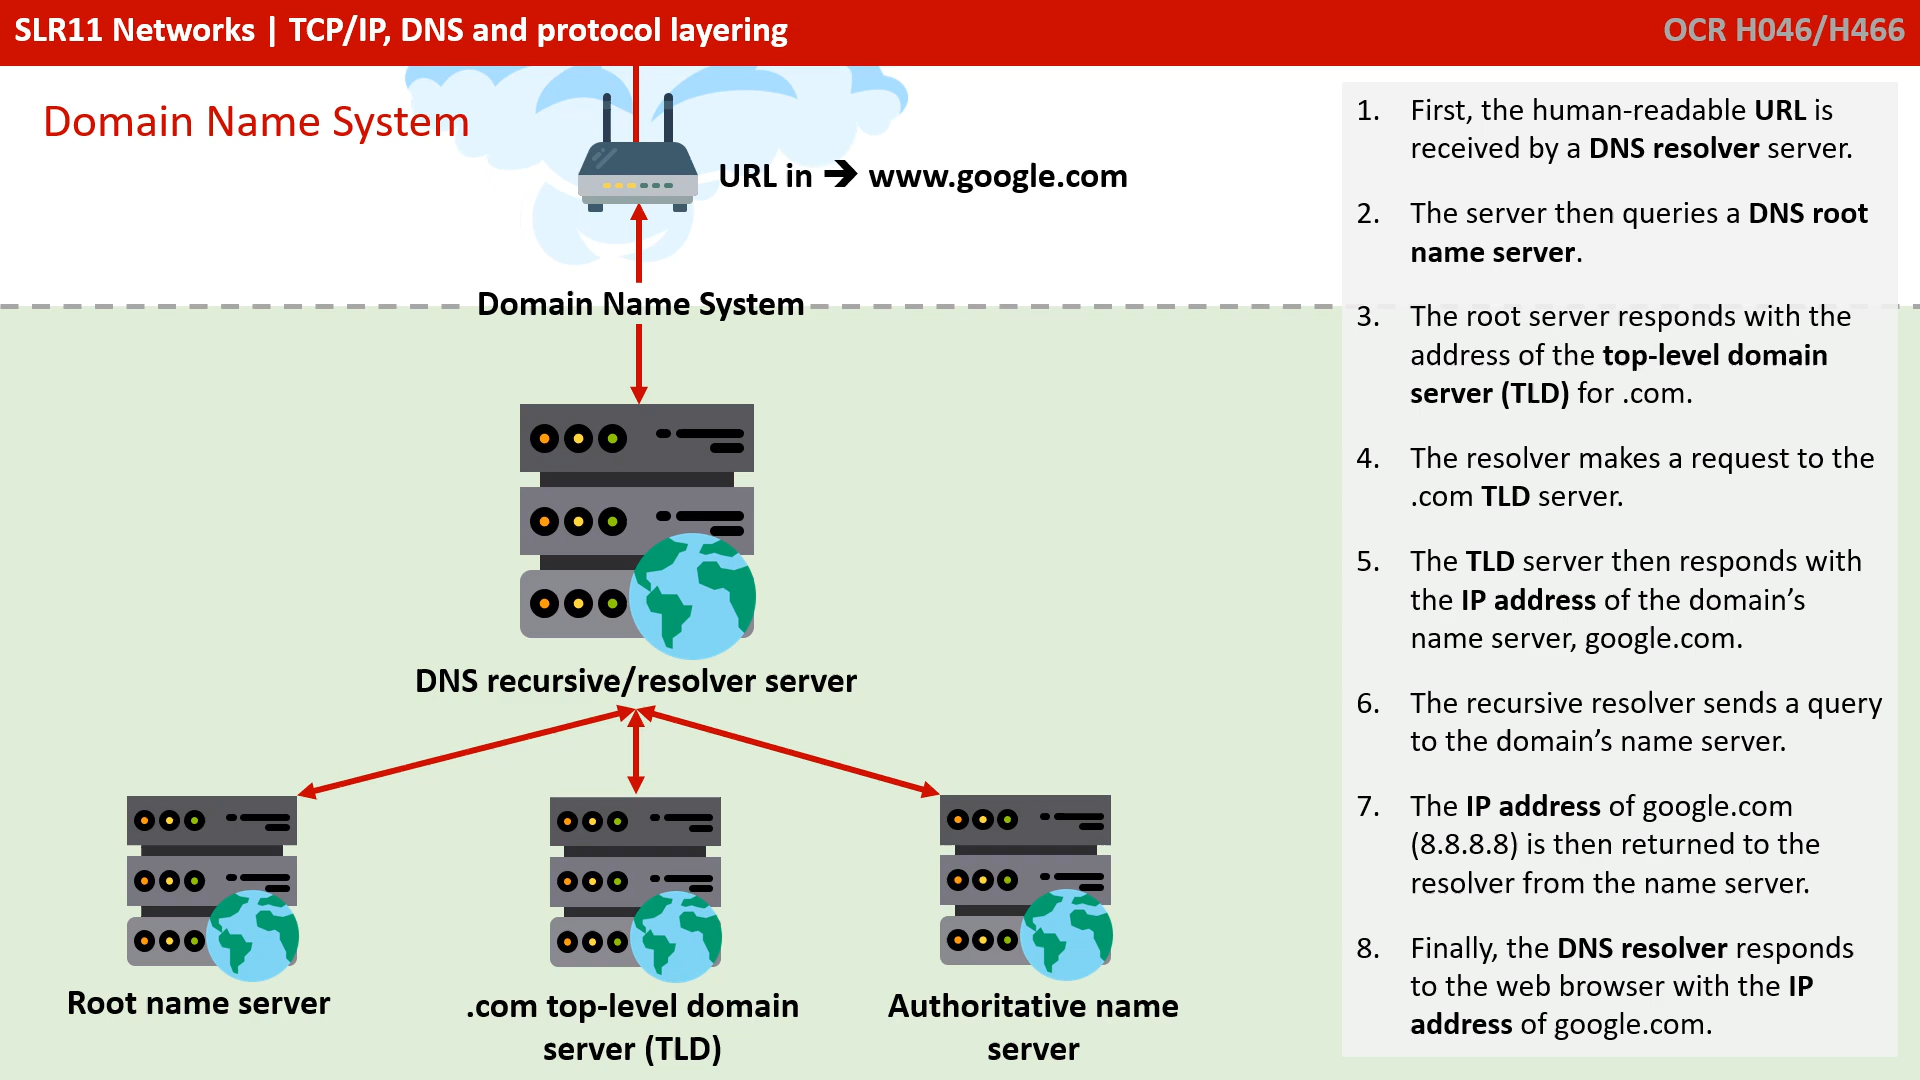 SLR11 Networks | TCP/IP, DNS and protocol layering
OCR H046/H466
Domain Name System
URL in ➔ www.google.com
Domain Name System
DNS recursive/resolver server
Root name server
.com top-level domain
server (TLD)
Authoritative name
server
1. First, the human-readable URL is
received by a DNS resolver server.
2. The server then queries a DNS root
name server.
3. The root server responds with the
address of the top-level domain
server (TLD) for .com.
4. The resolver makes a request to the
.com TLD server.
5. The TLD server then responds with
the IP address of the domain’s
name server, google.com.
6. The recursive resolver sends a query
to the domain’s name server.
7. The IP address of google.com
(8.8.8.8) is then returned to the
resolver from the name server.
8. Finally, the DNS resolver responds
to the web browser with the IP
address of google.com.